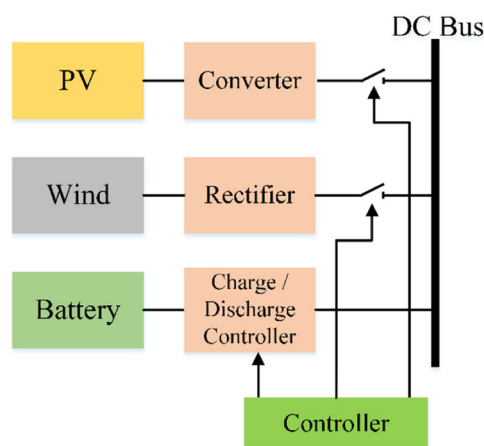 DC Bus
PV
Converter
Wind
Rectifier
Battery
Charge /
Discharge
Controller
Controller